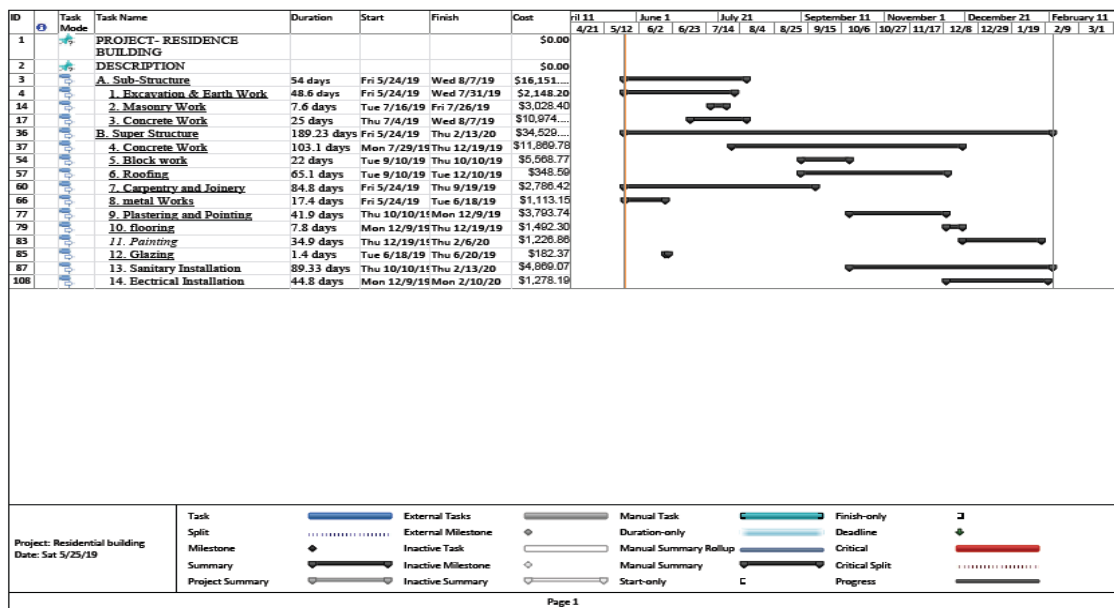 ID Task Mode Task Name Duration Start Finish Cost ril 11 June 1 July 21 September 11 November 1 December 21 February 11
4/21 5/12 6/2 6/23 7/14 8/4 8/25 9/15 10/6 10/27 11/17 12/8 12/29 1/19 2/9 3/1
1 PROJECT- RESIDENCE BUILDING $0.00
2 DESCRIPTION $0.00
3 A. Sub-Structure 54 days Fri 5/24/19 Wed 8/7/19 $16,151....
4 1. Excavation & Earth Work 48.6 days Fri 5/24/19 Wed 7/31/19 $2,148.20
14 2. Masonry Work 7.6 days Tue 7/16/19 Fri 7/26/19 $3,028.40
17 3. Concrete Work 25 days Thu 7/4/19 Wed 8/7/19 $10,974....
36 B. Super Structure 189.23 days Fri 5/24/19 Thu 2/13/20 $34,529....
37 4. Concrete Work 103.1 days Mon 7/29/19 Thu 12/19/19 $11,869.78
54 5. Block work 22 days Tue 9/10/19 Thu 10/10/19 $5,568.77
57 6. Roofing 65.1 days Tue 9/10/19 Tue 12/10/19 $348.59
60 7. Carpentry and Joinery 84.8 days Fri 5/24/19 Thu 9/19/19 $2,786.42
66 8. metal Works 17.4 days Fri 5/24/19 Tue 6/18/19 $1,113.15
77 9. Plastering and Pointing 41.9 days Thu 10/10/19 Mon 12/9/19 $3,793.74
79 10. flooring 7.8 days Mon 12/9/19 Thu 12/19/19 $1,492.30
83 11. Painting 34.9 days Thu 12/19/19 Thu 2/6/20 $1,226.86
85 12. Glazing 1.4 days Tue 6/18/19 Thu 6/20/19 $182.37
87 13. Sanitary Installation 89.33 days Thu 10/10/19 Thu 2/13/20 $4,869.07
108 14. Eectrical Installation 44.8 days Mon 12/9/19 Mon 2/10/20 $1,278.19
Project: Residential building
Date: Sat 5/25/19
Task External Tasks Manual Task Finish-only
Split External Milestone Duration-only Deadline
Milestone Inactive Task Manual Summary Rollup Critical
Summary Inactive Milestone Manual Summary Critical Split
Project Summary Inactive Summary Start-only Progress
Page 1